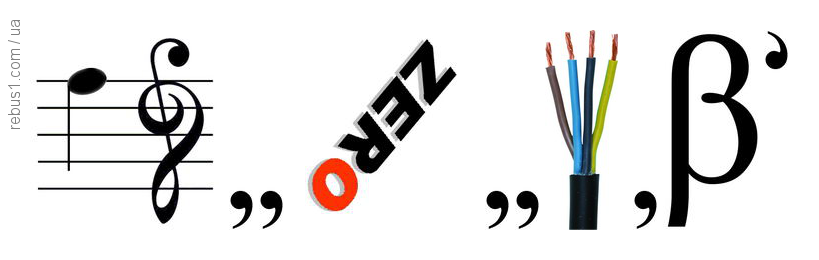 rebus1.com/ua
,,
ZERO
,,
,β’